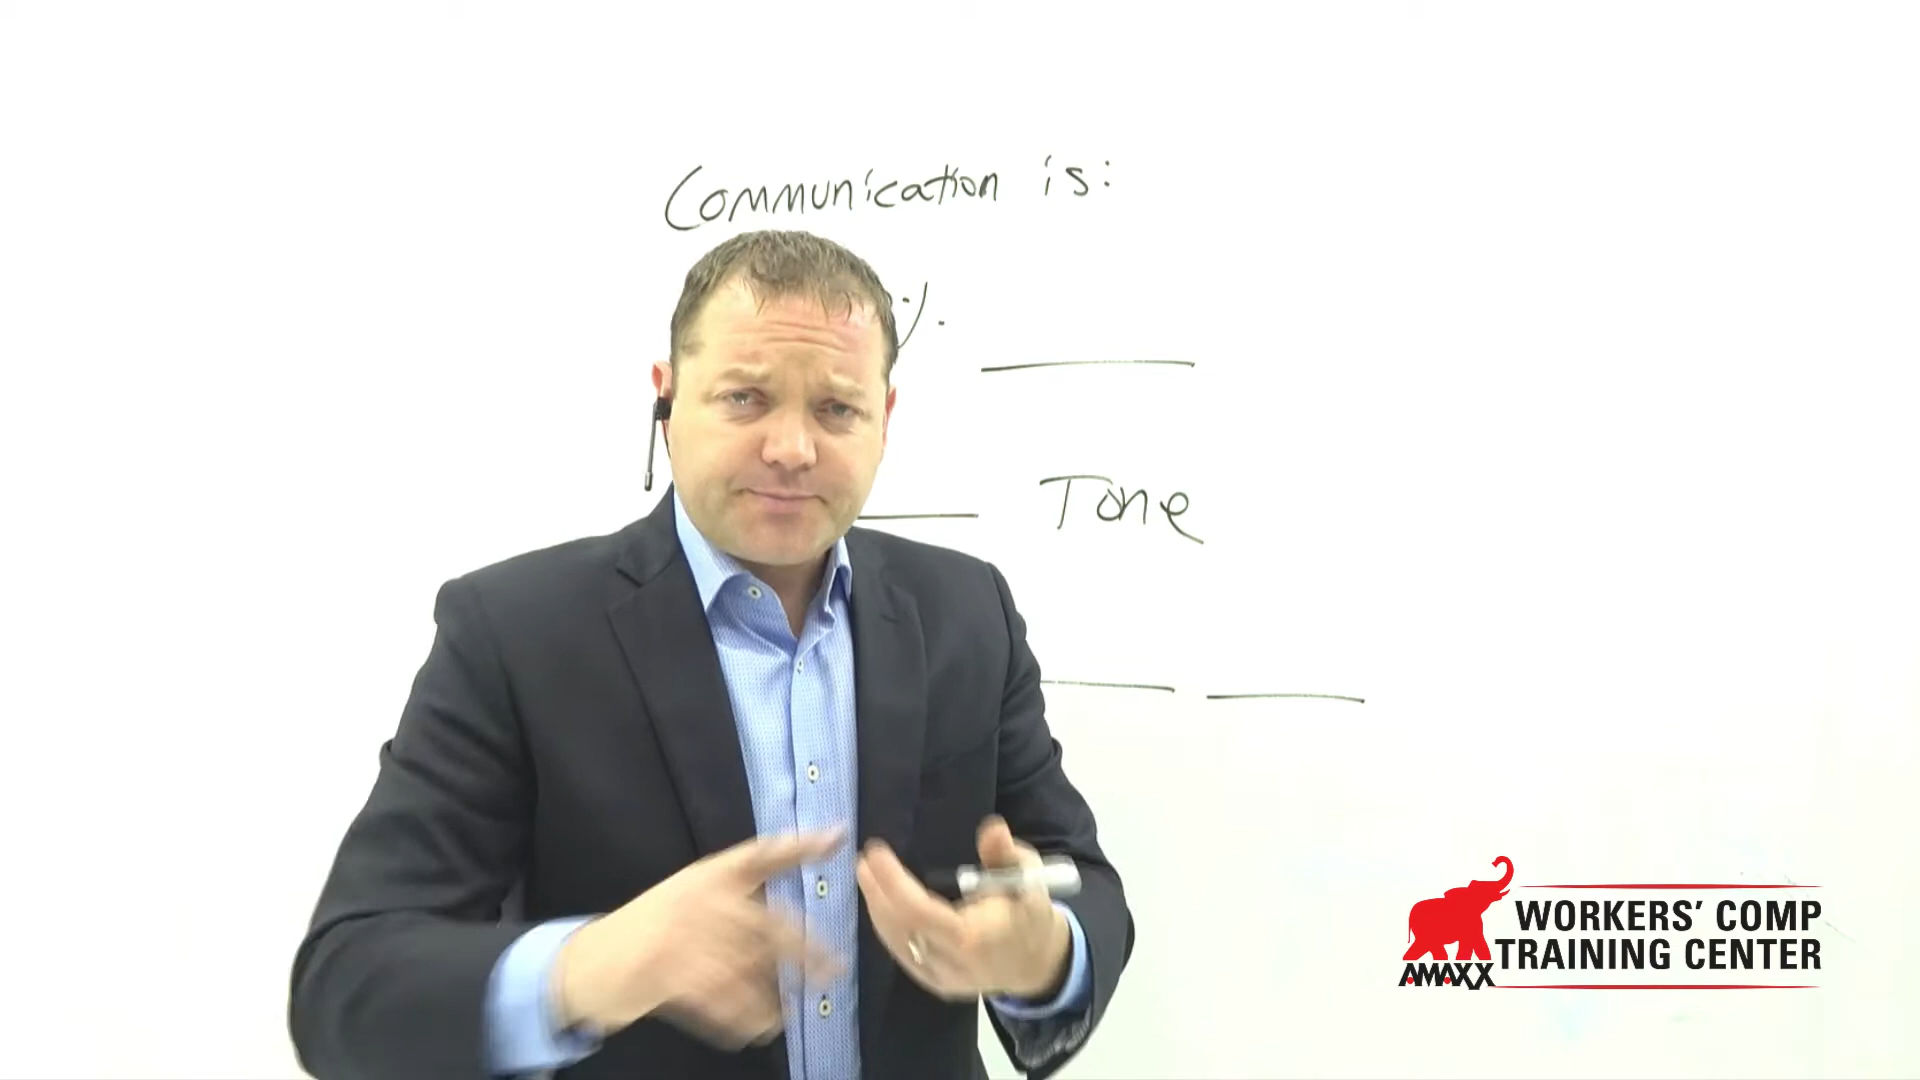 Communication is:
%
Tone
WORKERS' COMP
TRAINING CENTER
AMAXX